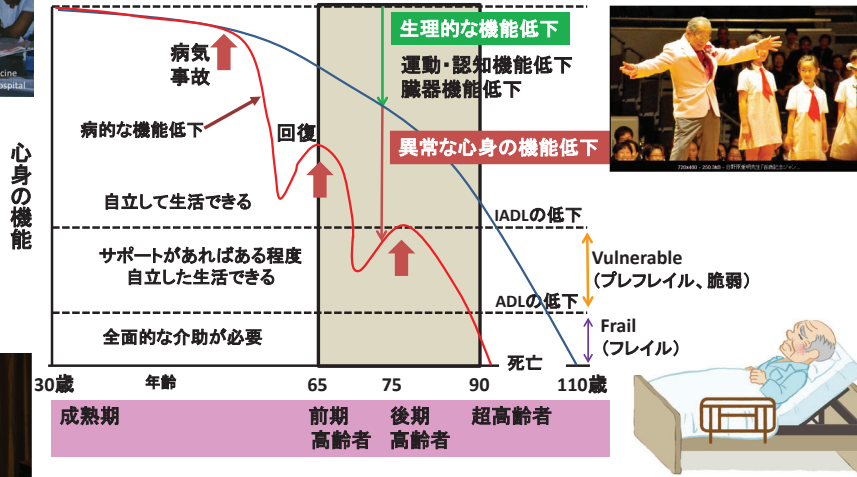 cine
ospital
生理的な機能低下
運動・認知機能低下
臓器機能低下
病気
事故
病的な機能低下
回復
異常な心身の機能低下
心身の機能
自立して生活できる
IADLの低下
サポートがあればある程度
自立した生活できる
Vulnerable
（プレフレイル、脆弱）
ADLの低下
全面的な介助が必要
Frail
（フレイル）
死亡
30歳
年齢
65
75
90
110歳
成熟期
前期
高齢者
後期
高齢者
超高齢者